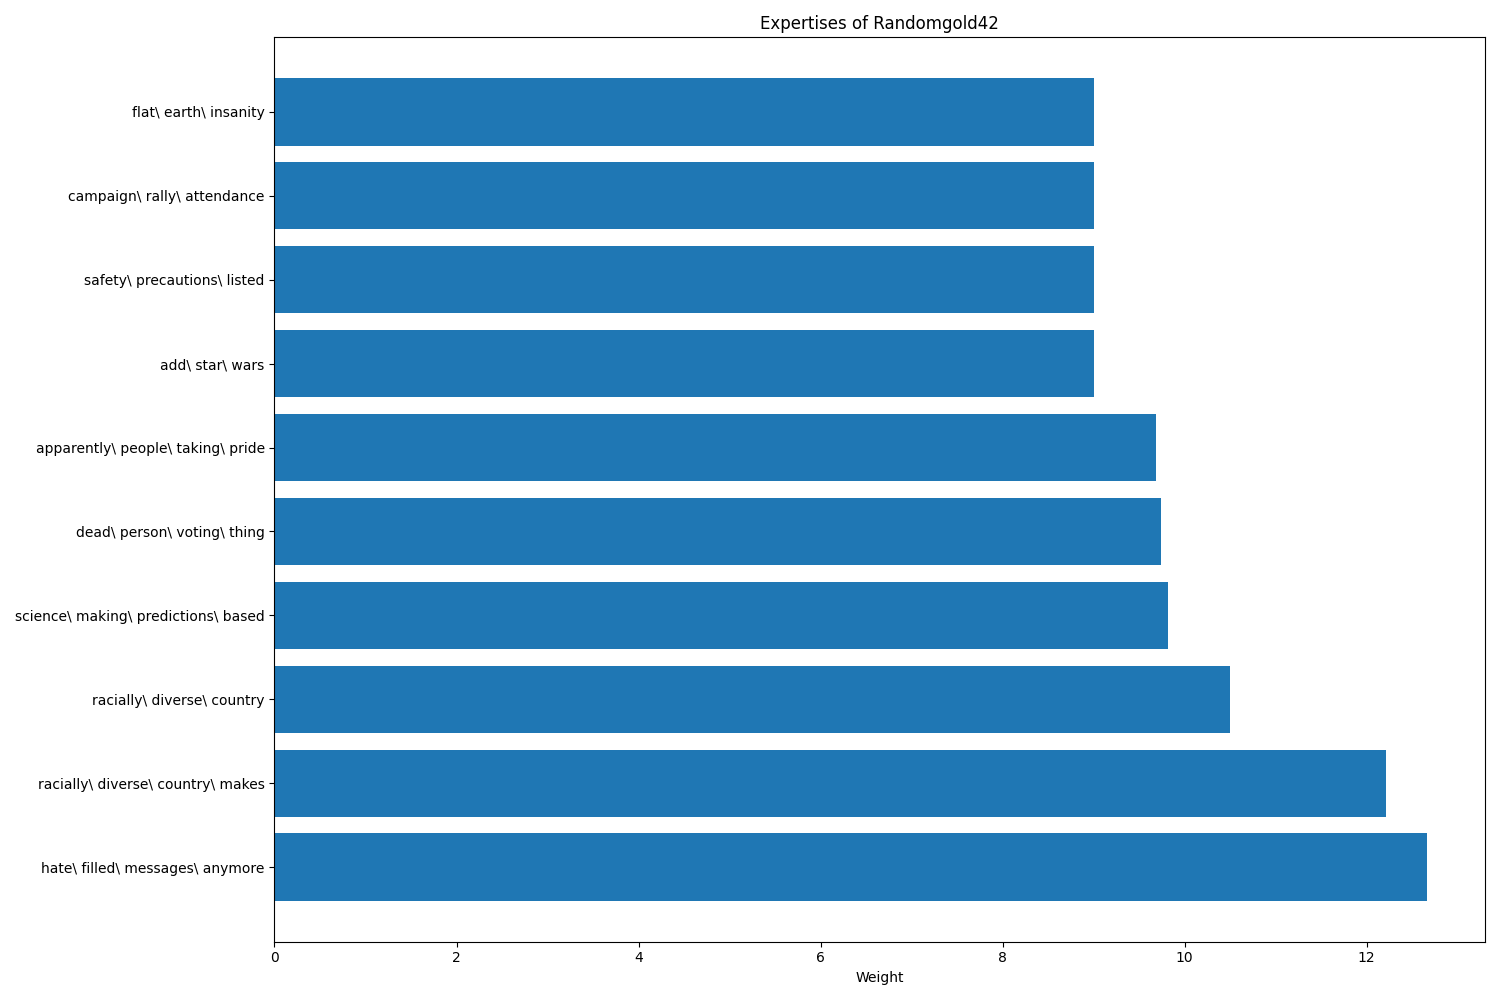 Expertises of Randomgold42
flat\ earth\ insanity
campaign\ rally\ attendance
safety\ precautions\ listed
add\ star\ wars
apparently\ people\ taking\ pride
dead\ person\ voting\ thing
science\ making\ predictions\ based
racially\ diverse\ country
racially\ diverse\ country\ makes
hate\ filled\ messages\ anymore
0 2 4 6 8 10 12
Weight